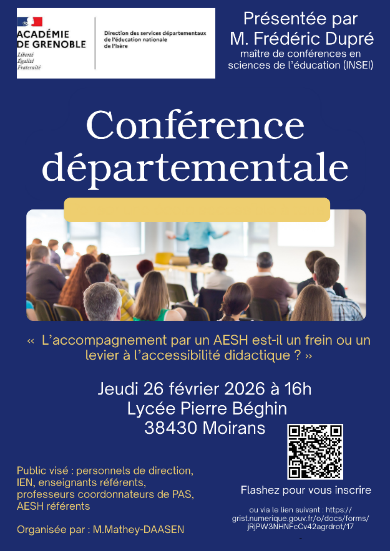 ACADÉMIE
DE GRENOBLE
Liberté
Égalité
Fraternité
Direction des services départementaux
de l'éducation nationale
de l'Isère
Présentée par
M. Frédéric Dupré
maître de conférences en
sciences de l'éducation (INSEI)
Conférence
départementale
« L'accompagnement par un AESH est-il un frein ou un
levier à l'accessibilité didactique ? »
Jeudi 26 février 2026 à 16h
Lycée Pierre Béghin
38430 Moirans
Public visé : personnels de direction,
IEN, enseignants référents,
professeurs coordonnateurs de PAS,
AESH référents
Organisée par : M.Mathey-DAASEN
Flashez pour vous inscrire
ou via le lien suivant : https://
grist.numerique.gouv.fr/o/docs/forms/
jRjPW3NHNFcCv42agrdrot/17